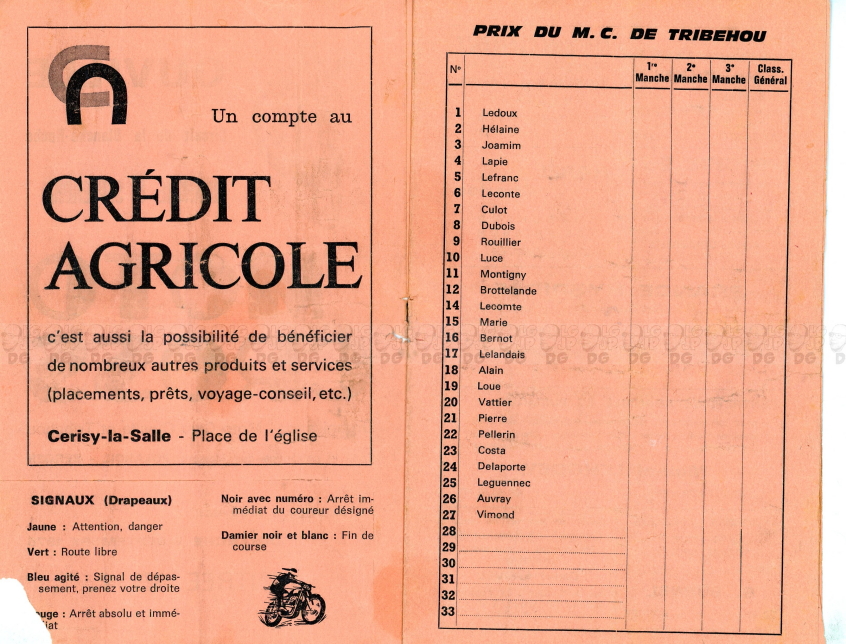 CA
Un compte au
CRÉDIT
AGRICOLE
c'est aussi la possibilité de bénéficier
de nombreux autres produits et services
(placements, prêts, voyage-conseil, etc.)
Cerisy-la-Salle - Place de l'église
SIGNAUX (Drapeaux)
Jaune : Attention, danger
Vert : Route libre
Bleu agité : Signal de dépas-
sement, prenez votre droite
ouge : Arrêt absolu et immé-
iat
Noir avec numéro : Arrêt im-
médiat du coureur désigné
Damier noir et blanc : Fin de
course
PRIX DU M. C. DE TRIBEHOU
N° 1re Manche 2e Manche 3e Manche Class. Général
1 Ledoux
2 Hélaine
3 Joamim
4 Lapie
5 Lefranc
6 Leconte
7 Culot
8 Dubois
9 Rouillier
10 Luce
11 Montigny
12 Brottelande
14 Lecomte
15 Marie
16 Bernot
17 Lelandais
18 Alain
19 Loue
20 Vattier
21 Pierre
22 Pellerin
23 Costa
24 Delaporte
25 Leguennec
26 Auvray
27 Vimond
28
29
30
31
32
33